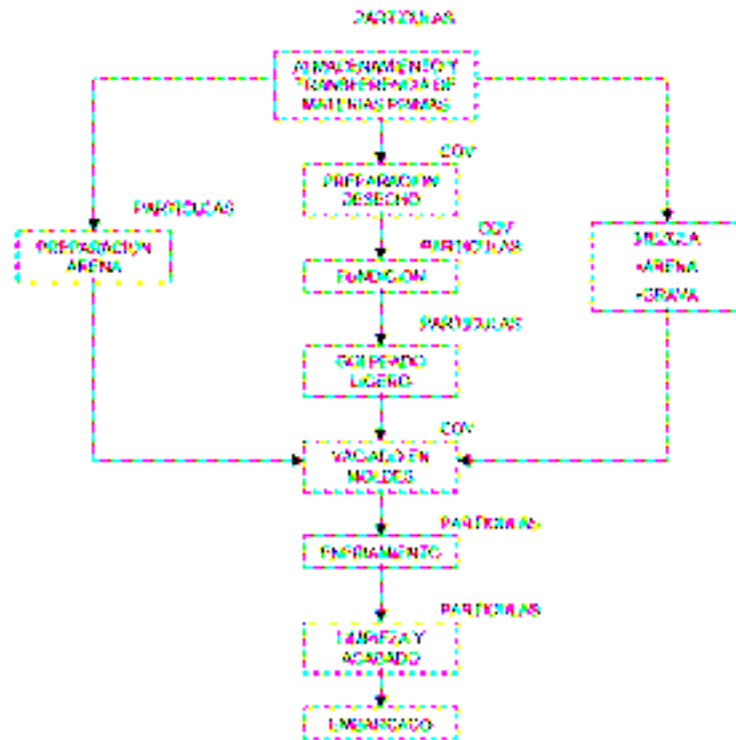 PARTICULAS
ALMACENAMIENTO Y
TRANSFERENCIA DE
MATERIAS PRIMAS
COV
PREPARACION
DESECHO
PARTICULAS
PREPARACION
ARENA
COV
PARTICULAS
FUNDICION
MEZCLA
•ARENA
•GRAVA
PARTICULAS
GOLPEADO
LIGERO
COV
VACIADO EN
MOLDES
PARTICULAS
ENFRIAMIENTO
PARTICULAS
LIMPIEZA Y
ACABADO
EMBARCADO